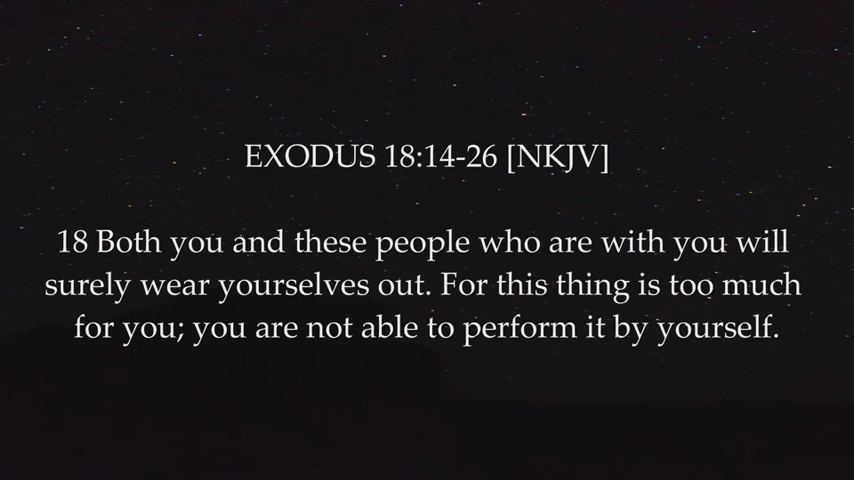 EXODUS 18:14-26 [NKJV]
18 Both you and these people who are with you will
surely wear yourselves out. For this thing is too much
for you; you are not able to perform it by yourself.